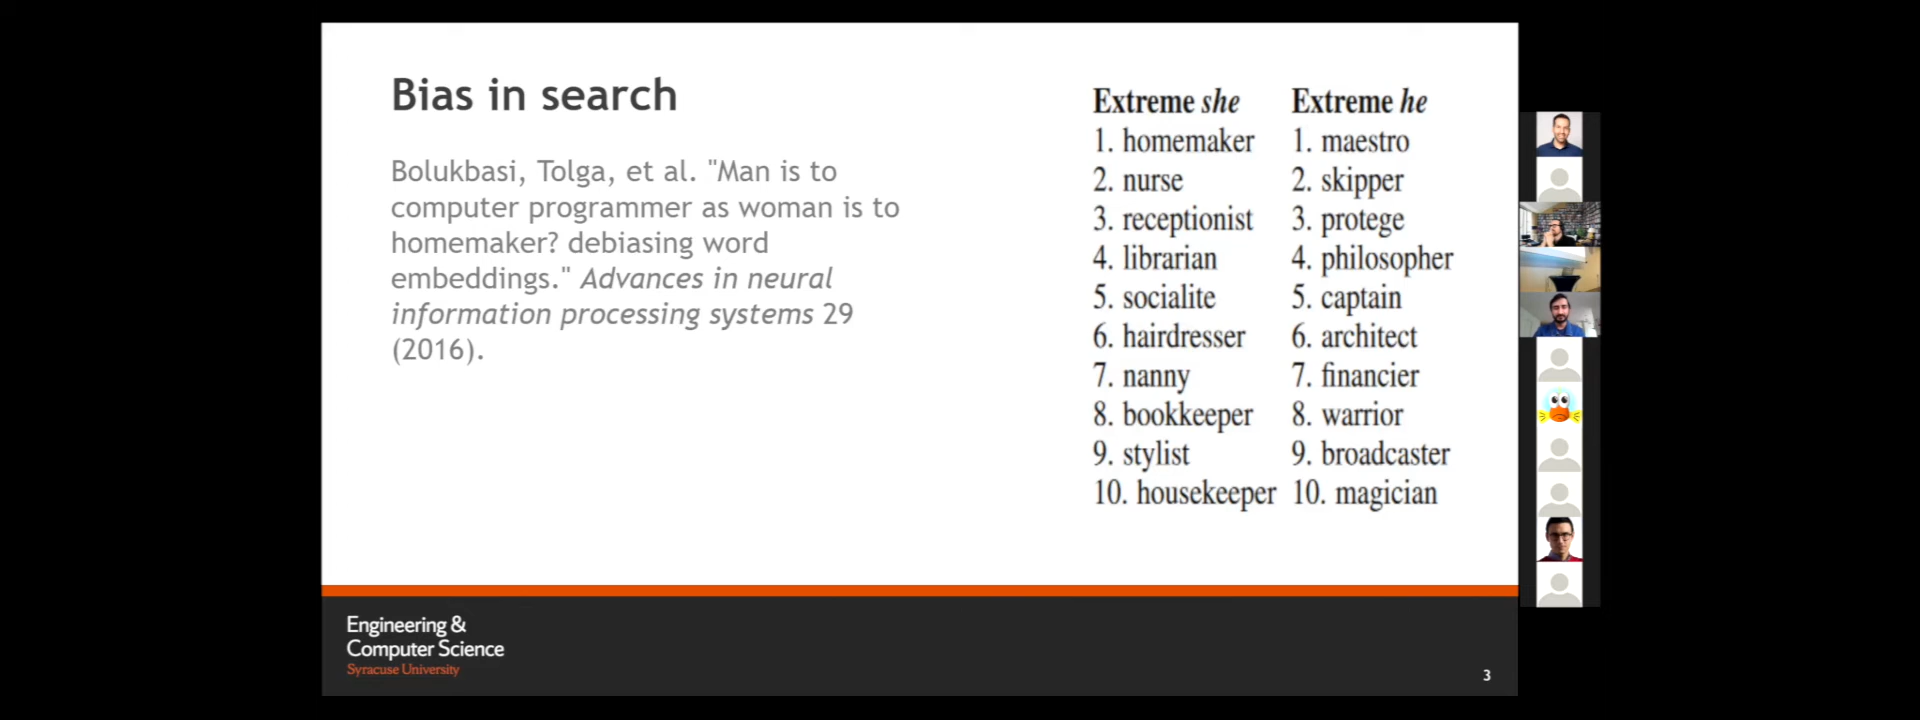 Bias in search
Bolukbasi, Tolga, et al. "Man is to
computer programmer as woman is to
homemaker? debiasing word
embeddings." Advances in neural
information processing systems 29
(2016).
Extreme she
1. homemaker
2. nurse
3. receptionist
4. librarian
5. socialite
6. hairdresser
7. nanny
8. bookkeeper
9. stylist
10. housekeeper
Extreme he
1. maestro
2. skipper
3. protege
4. philosopher
5. captain
6. architect
7. financier
8. warrior
9. broadcaster
10. magician
Engineering &
Computer Science
Syracuse University
3